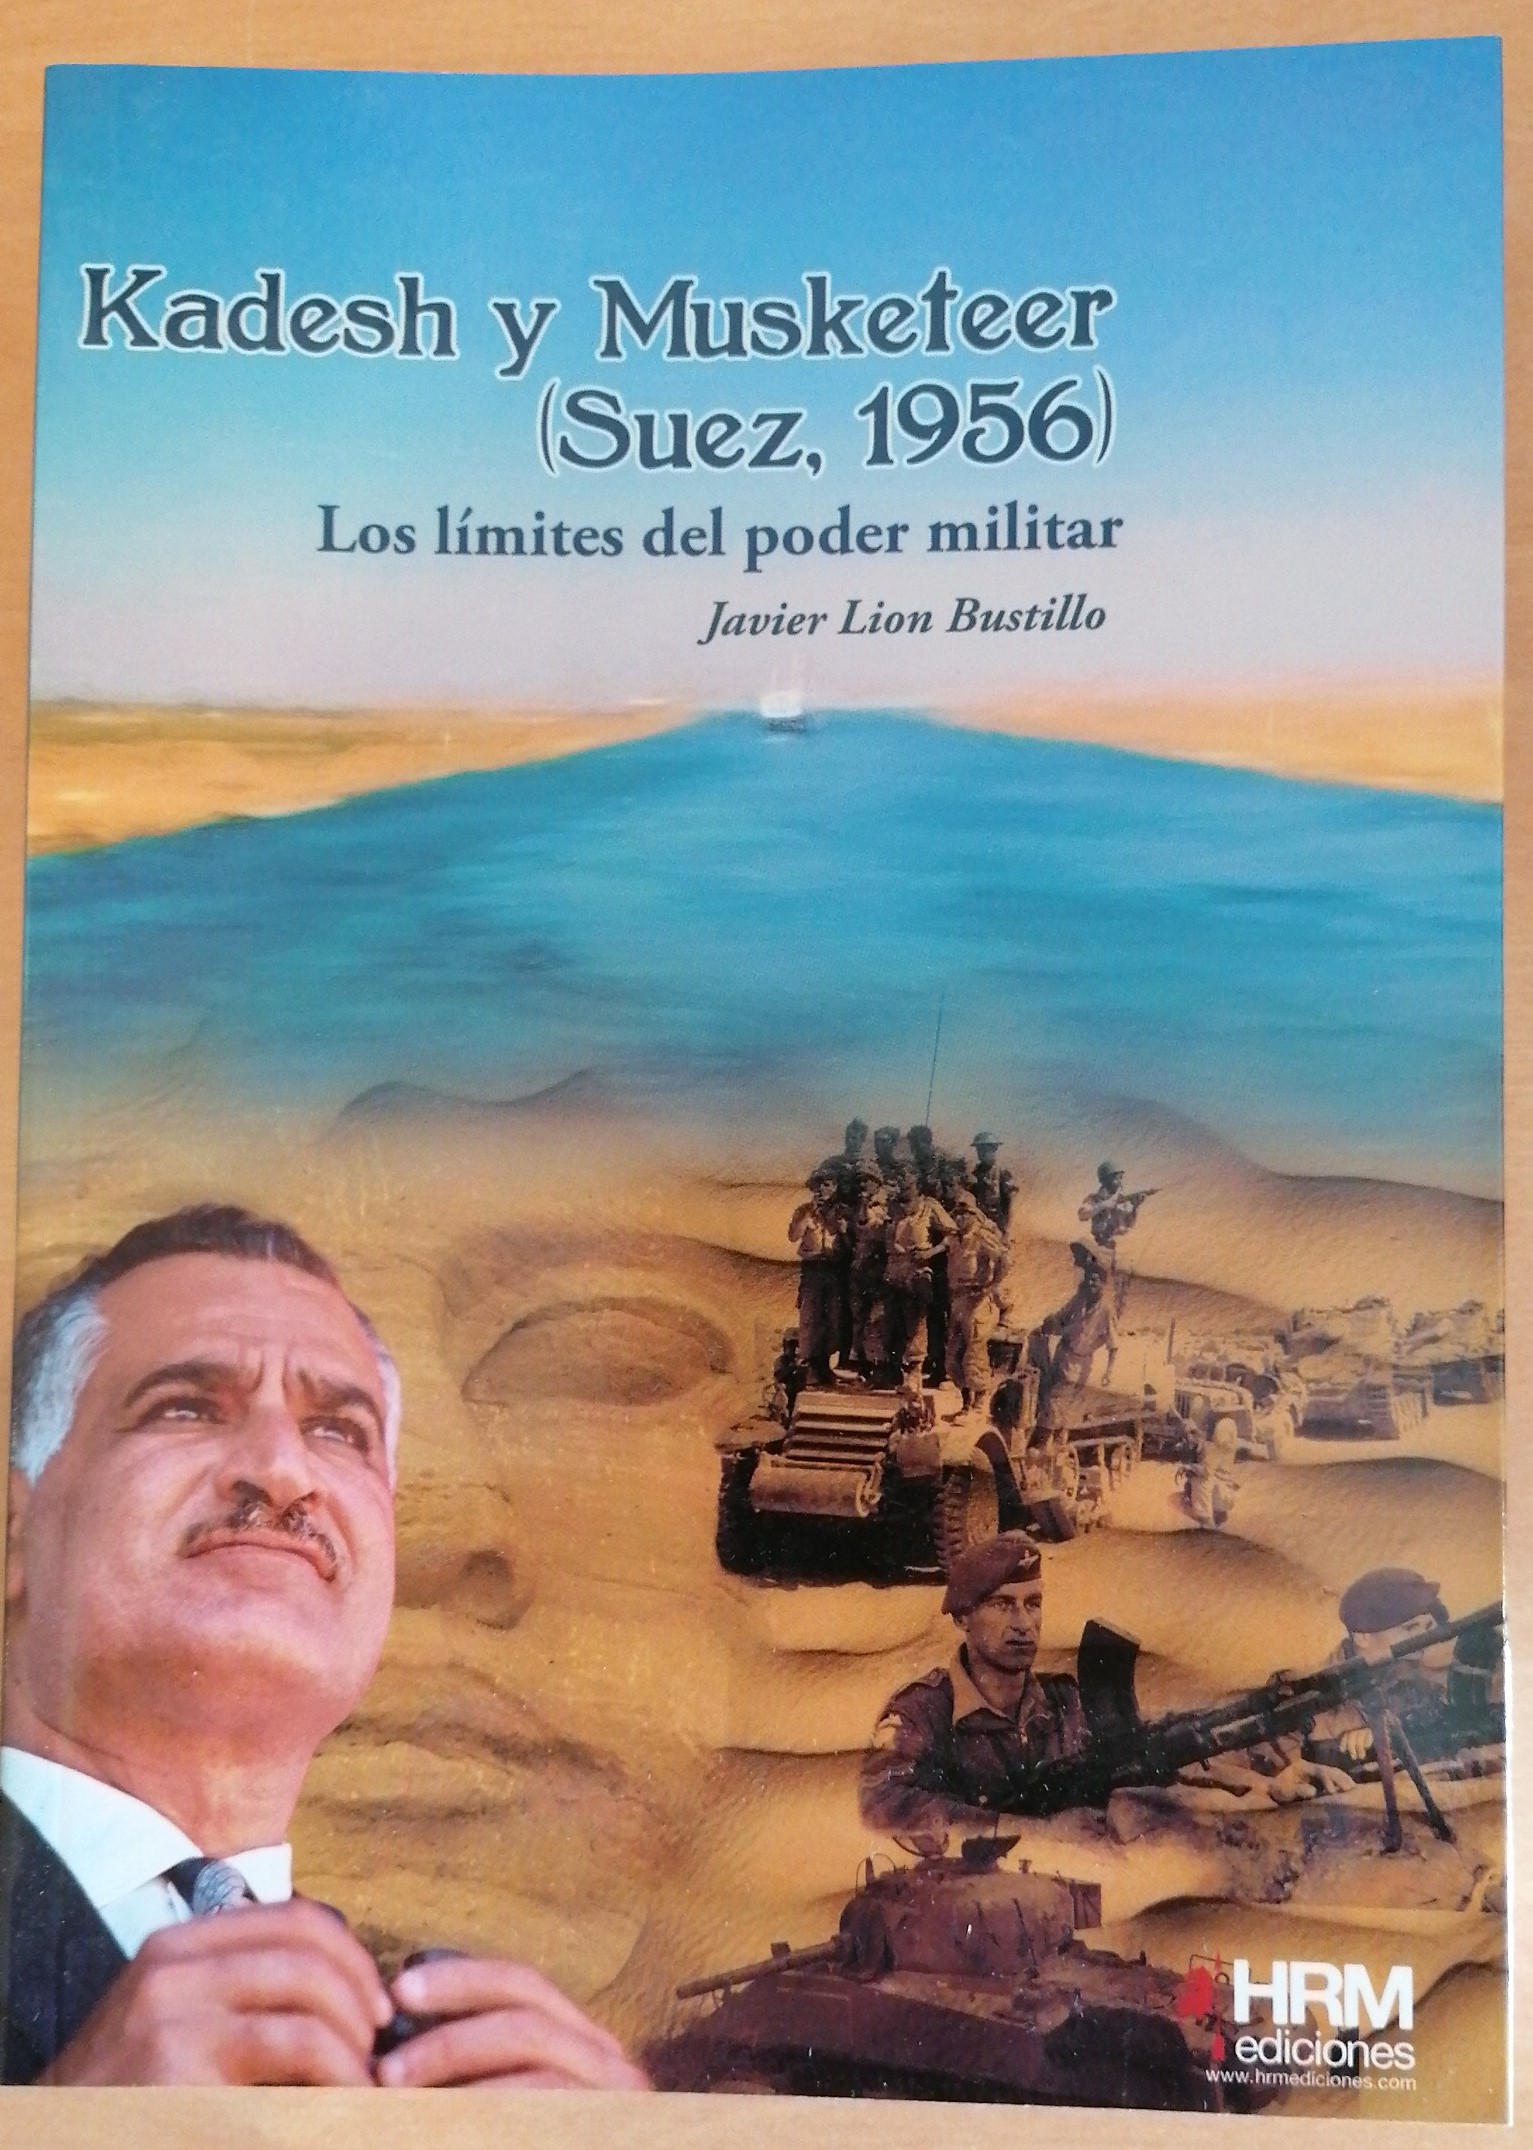 Kadesh y Musketeer
(Suez, 1956)
Los límites del poder militar
Javier Lion Bustillo
HRM
ediciones
www.hrmediciones.com